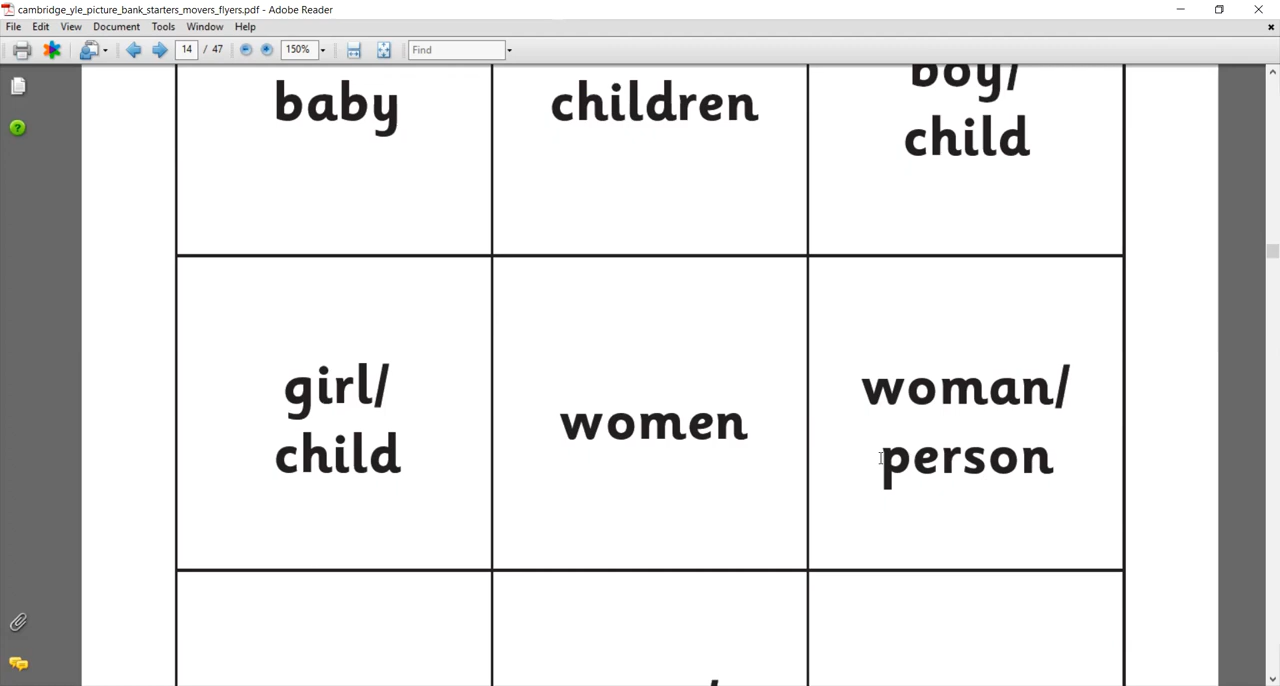 cambridge_yle_picture_bank_starters_movers_flyers.pdf - Adobe Reader
File Edit View Document Tools Window Help
14 / 47 150% Find
baby children boy/
child
girl/
child
women
woman/
person